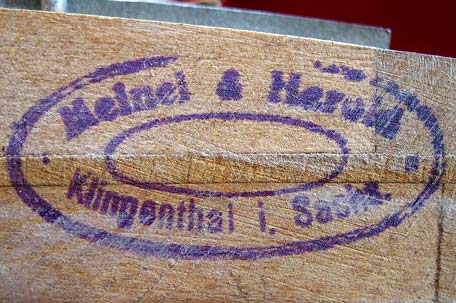 Meinel & Herold
Klingenthal i. Sachs.